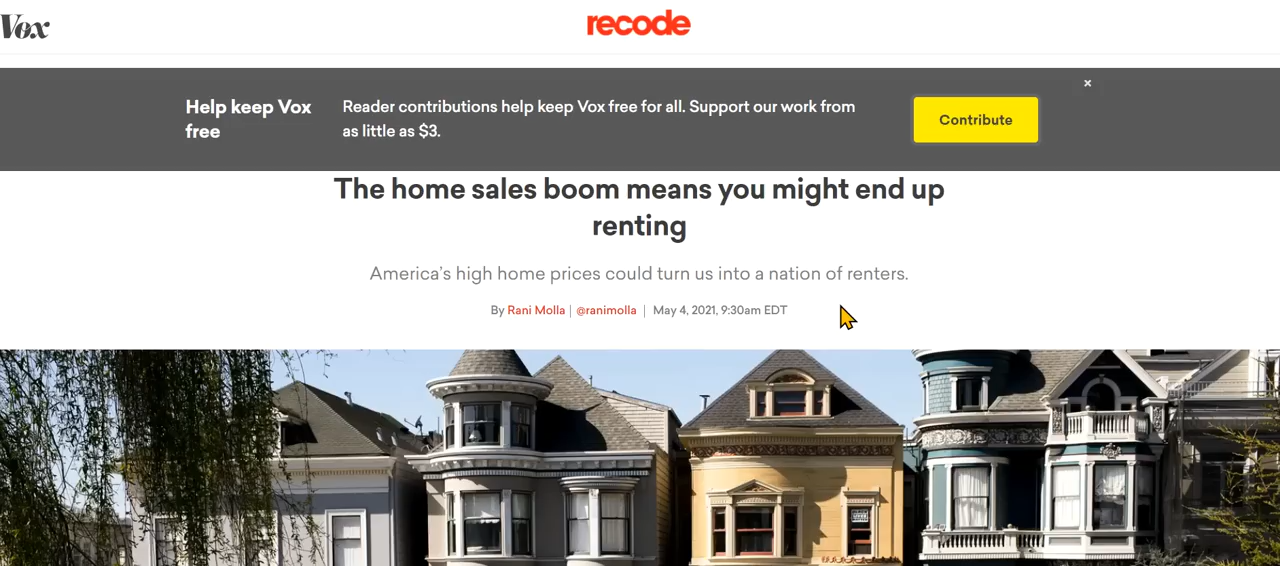 Vox
recode
×
Help keep Vox
free
Reader contributions help keep Vox free for all. Support our work from
as little as $3.
Contribute
The home sales boom means you might end up
renting
America's high home prices could turn us into a nation of renters.
By Rani Molla | @ranimolla | May 4, 2021, 9:30am EDT